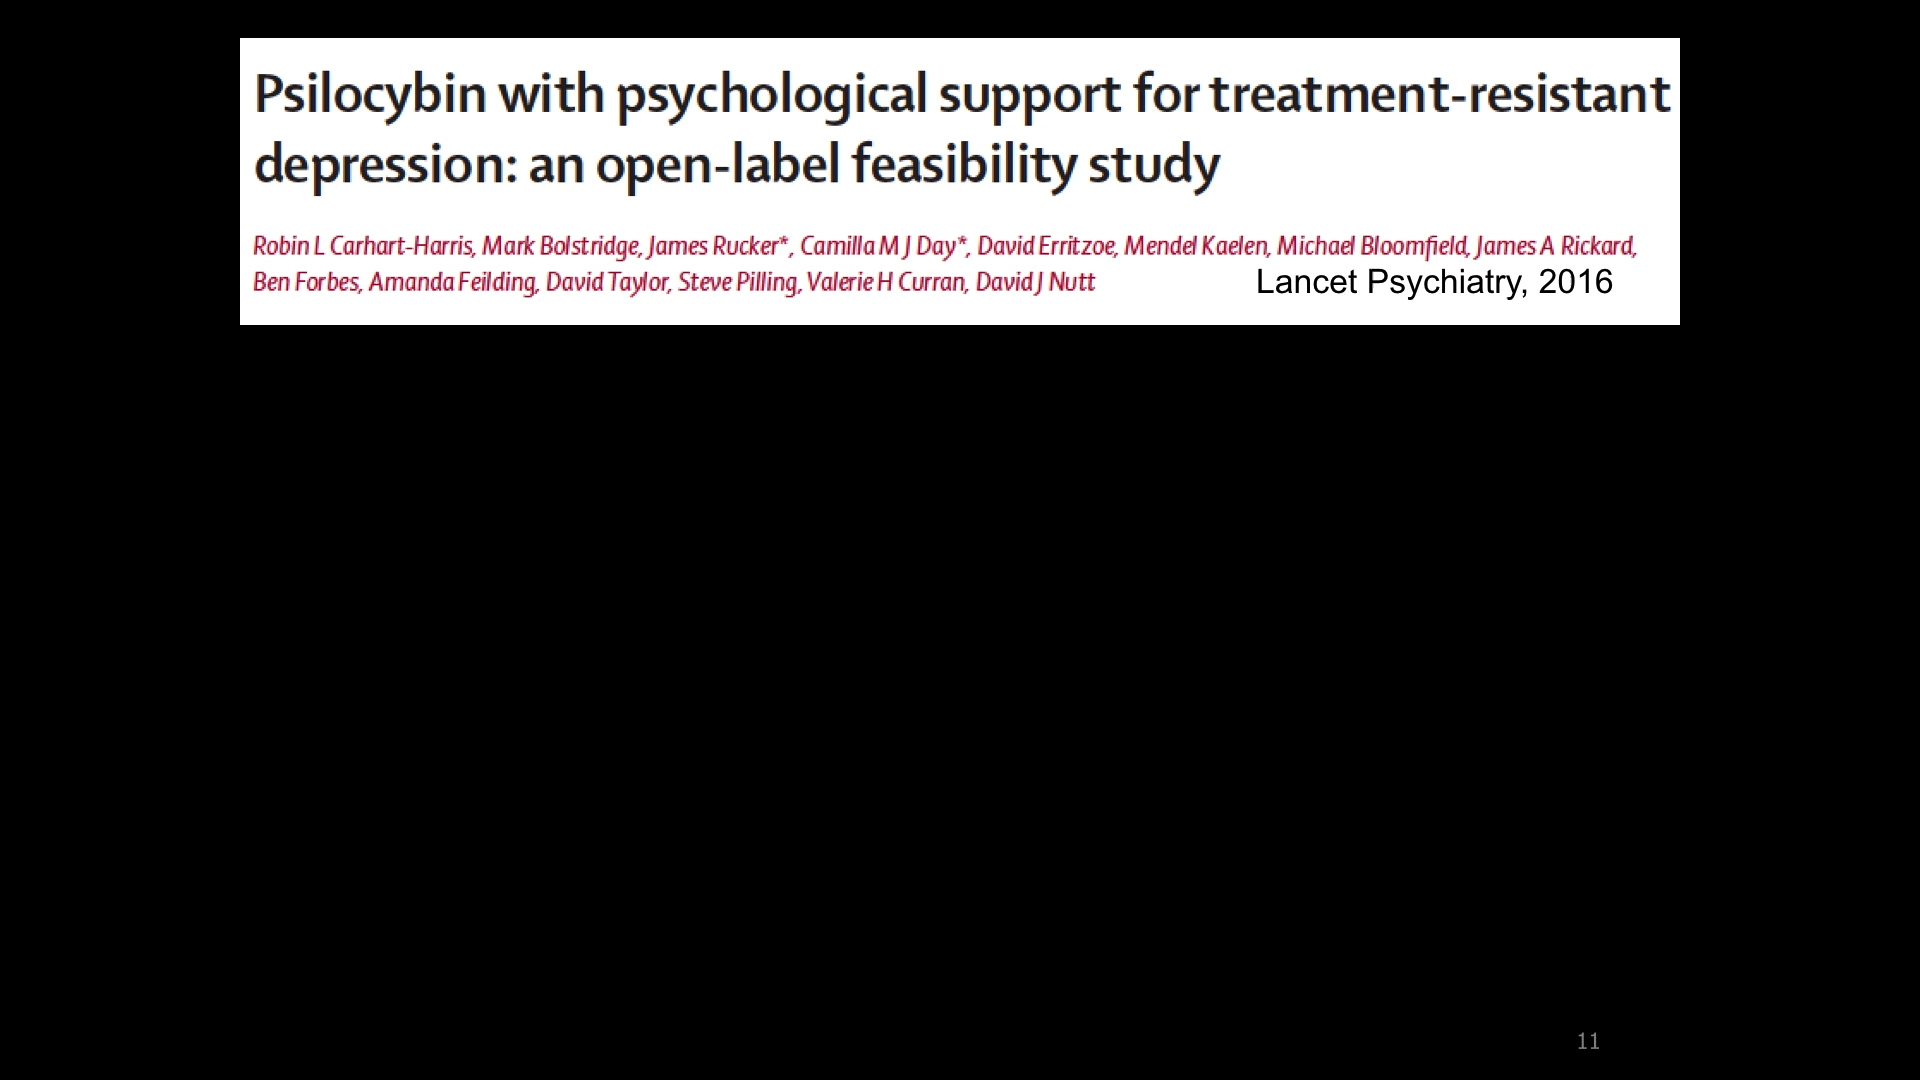 Psilocybin with psychological support for treatment-resistant
depression: an open-label feasibility study
Robin L Carhart-Harris, Mark Bolstridge, James Rucker*, Camilla M J Day*, David Erritzoe, Mendel Kaelen, Michael Bloomfield, James A Rickard,
Ben Forbes, Amanda Feilding, David Taylor, Steve Pilling, Valerie H Curran, David J Nutt
Lancet Psychiatry, 2016
11